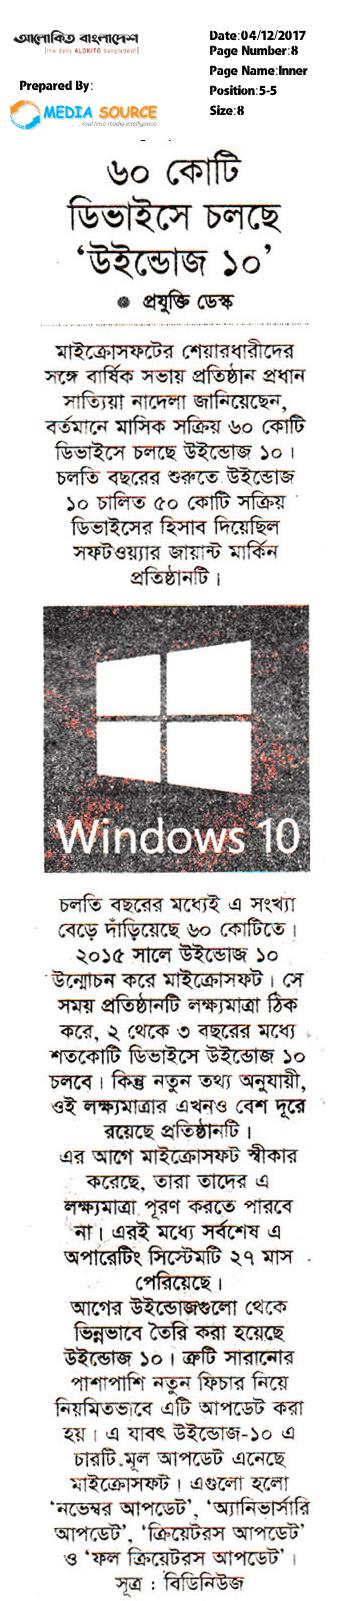 আলোকিত বাংলাদেশ
the daily ALOKITO bangladesh
Date:04/12/2017
Page Number:8
Page Name:Inner
Position:5-5
Size:8
Prepared By:
MEDIA SOURCE
real time media intelligence
৬০ কোটি
ডিভাইসে চলছে
‘উইন্ডোজ ১০’
● প্রযুক্তি ডেস্ক
মাইক্রোসফটের শেয়ারধারীদের
সঙ্গে বার্ষিক সভায় প্রতিষ্ঠান প্রধান
সাত্যিয়া নাদেলা জানিয়েছেন,
বর্তমানে মাসিক সক্রিয় ৬০ কোটি
ডিভাইসে চলছে উইন্ডোজ ১০।
চলতি বছরের শুরুতে উইন্ডোজ
১০ চালিত ৫০ কোটি সক্রিয়
ডিভাইসের হিসাব দিয়েছিল
সফটওয়্যার জায়ান্ট মার্কিন
প্রতিষ্ঠানটি।
Windows 10
চলতি বছরের মধ্যেই এ সংখ্যা
বেড়ে দাঁড়িয়েছে ৬০ কোটিতে।
২০১৫ সালে উইন্ডোজ ১০
উন্মোচন করে মাইক্রোসফট। সে
সময় প্রতিষ্ঠানটি লক্ষ্যমাত্রা ঠিক
করে, ২ থেকে ৩ বছরের মধ্যে
শতকোটি ডিভাইসে উইন্ডোজ ১০
চলবে। কিন্তু নতুন তথ্য অনুযায়ী,
ওই লক্ষ্যমাত্রার এখনও বেশ দূরে
রয়েছে প্রতিষ্ঠানটি।
এর আগে মাইক্রোসফট স্বীকার
করেছে, তারা তাদের এ
লক্ষ্যমাত্রা পূরণ করতে পারবে
না। এরই মধ্যে সর্বশেষ এ
অপারেটিং সিস্টেমটি ২৭ মাস
পেরিয়েছে।
আগের উইন্ডোজগুলো থেকে
ভিন্নভাবে তৈরি করা হয়েছে
উইন্ডোজ ১০। ত্রুটি সারানোর
পাশাপাশি নতুন ফিচার নিয়ে
নিয়মিতভাবে এটি আপডেট করা
হয়। এ যাবৎ উইন্ডোজ-১০ এ
চারটি মূল আপডেট এনেছে
মাইক্রোসফট। এগুলো হলো
‘নভেম্বর আপডেট’, ‘অ্যানিভার্সারি
আপডেট’, ‘ক্রিয়েটরস আপডেট’
ও ‘ফল ক্রিয়েটরস আপডেট’।
সূত্র : বিডিনিউজ